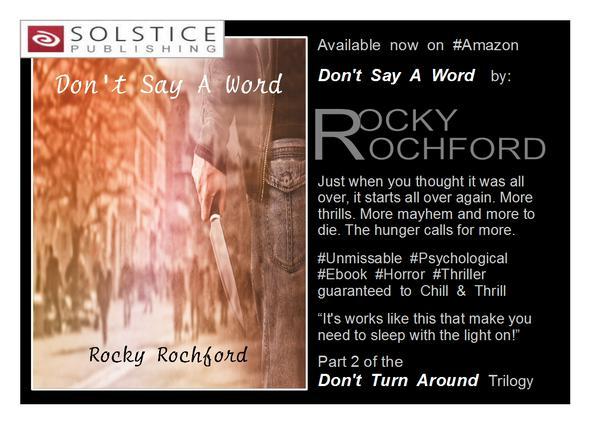 SOLSTICE
PUBLISHING
Don't Say A Word
Rocky Rochford
Available now on #Amazon
Don't Say A Word by:
ROCKY
ROCHFORD
Just when you thought it was all
over, it starts all over again. More
thrills. More mayhem and more to
die. The hunger calls for more.
#Unmissable #Psychological
#Ebook #Horror #Thriller
guaranteed to Chill & Thrill
“It's works like this that make you
need to sleep with the light on!”
Part 2 of the
Don't Turn Around Trilogy